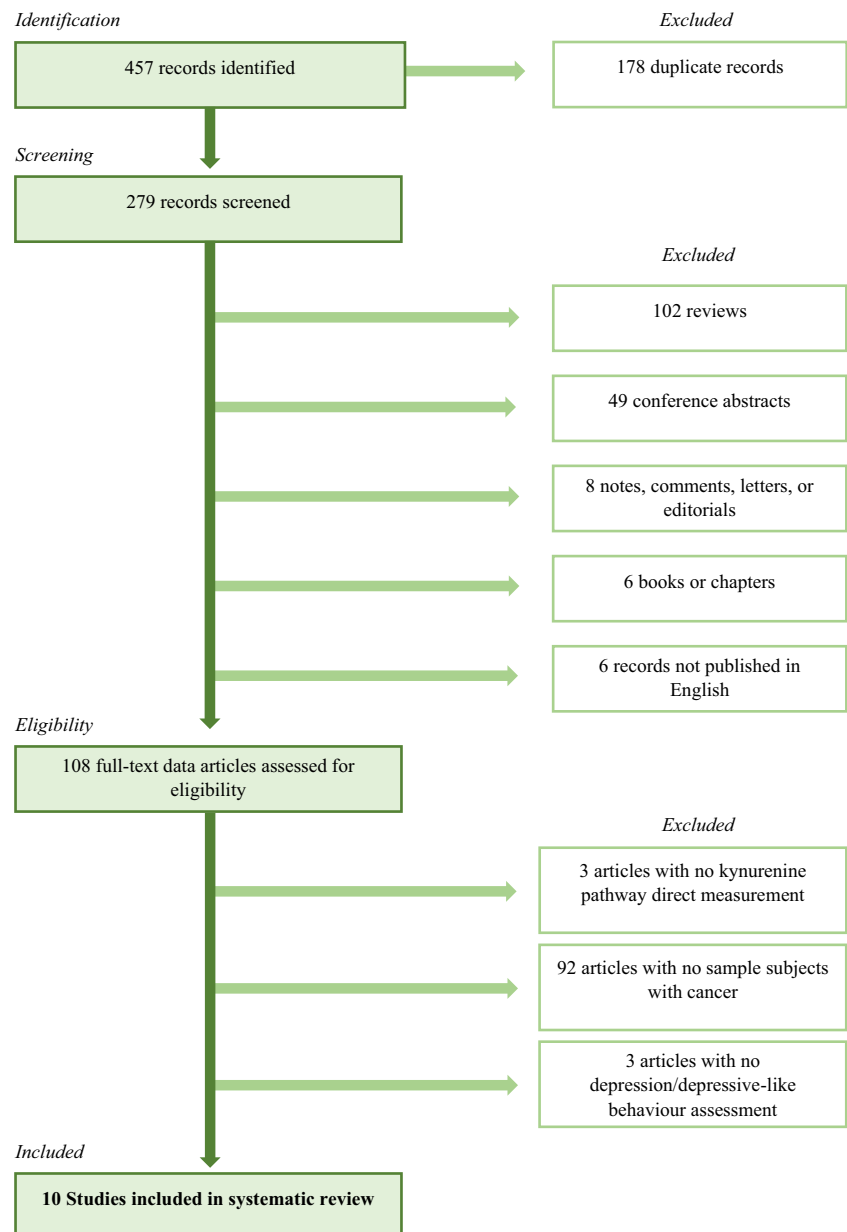 Identification
Excluded
457 records identified
178 duplicate records
Screening
279 records screened
Excluded
102 reviews
49 conference abstracts
8 notes, comments, letters, or
editorials
6 books or chapters
6 records not published in
English
Eligibility
108 full-text data articles assessed for
eligibility
Excluded
3 articles with no kynurenine
pathway direct measurement
92 articles with no sample subjects
with cancer
3 articles with no
depression/depressive-like
behaviour assessment
Included
10 Studies included in systematic review